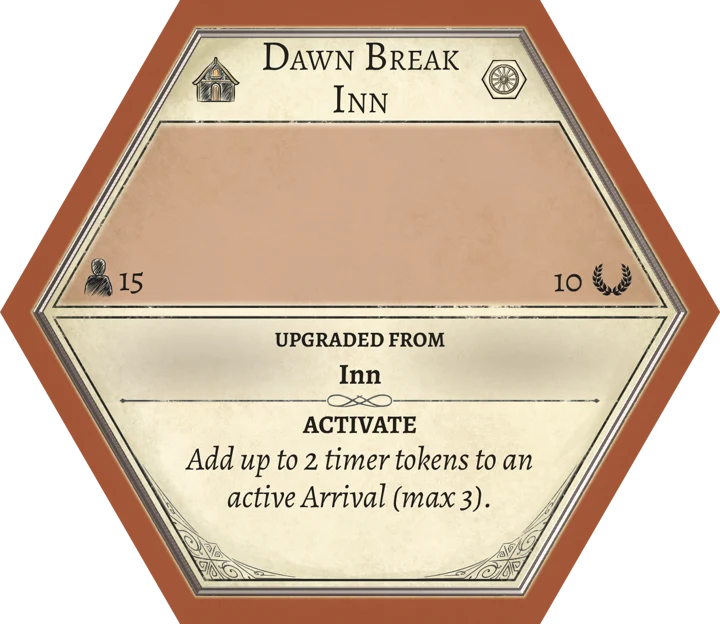 Dawn Break
Inn
15
10
UPGRADED FROM
Inn
ACTIVATE
Add up to 2 timer tokens to an
active Arrival (max 3).